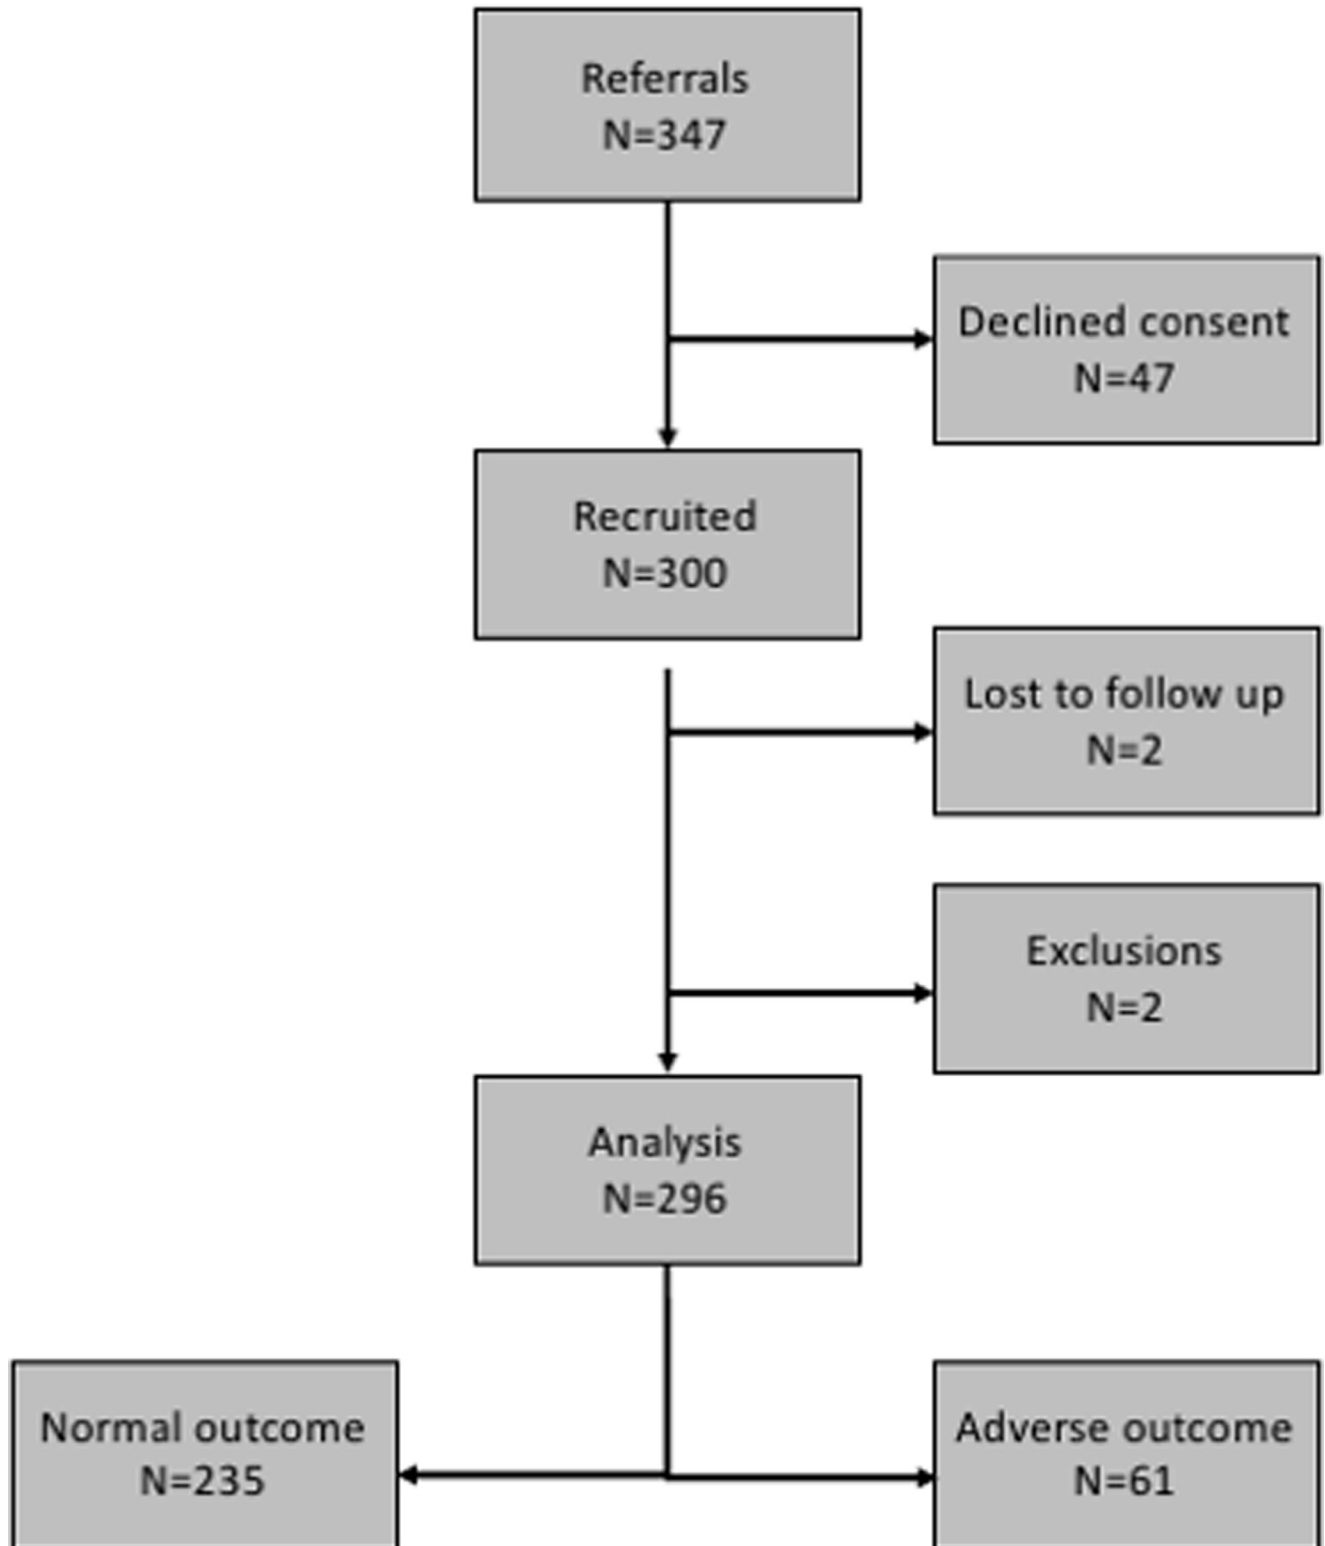 Referrals
N=347
Declined consent
N=47
Recruited
N=300
Lost to follow up
N=2
Exclusions
N=2
Analysis
N=296
Normal outcome
N=235
Adverse outcome
N=61